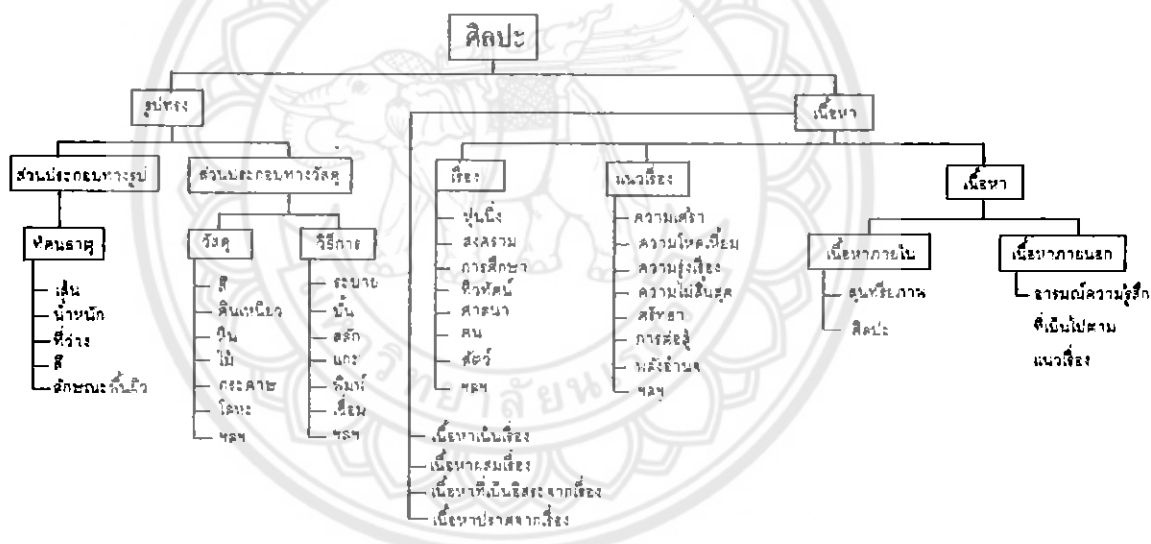 ศิลปะ
รูปทรง
เนื้อหา
ส่วนประกอบทางรูป
ส่วนประกอบทางวัสดุ
เรื่อง
แนวเรื่อง
เนื้อหา
ทัศนธาตุ
เส้น
น้ำหนัก
ที่ว่าง
สี
ลักษณะพื้นผิว
วัสดุ
สี
ดินเหนียว
หิน
ไม้
กระดาษ
โลหะ
ฯลฯ
วิธีการ
ระบาย
ปั้น
สลัก
แกะ
พิมพ์
เชื่อม
ฯลฯ
หุ่นนิ่ง
สงคราม
การศึกษา
ทิวทัศน์
ศาสนา
คน
สัตว์
ฯลฯ
ความเศร้า
ความโหดเหี้ยม
ความรุ่งเรือง
ความไม่สิ้นสุด
ศรัทธา
การต่อสู้
พลังอำนาจ
ฯลฯ
เนื้อหาภายใน
สุนทรียภาพ
ศิลปะ
เนื้อหาภายนอก
อารมณ์ความรู้สึก
ที่เป็นไปตาม
แนวเรื่อง
เนื้อหาเน้นเรื่อง
เนื้อหาผสมเรื่อง
เนื้อหาที่เป็นอิสระจากเรื่อง
เนื้อหาปราศจากเรื่อง